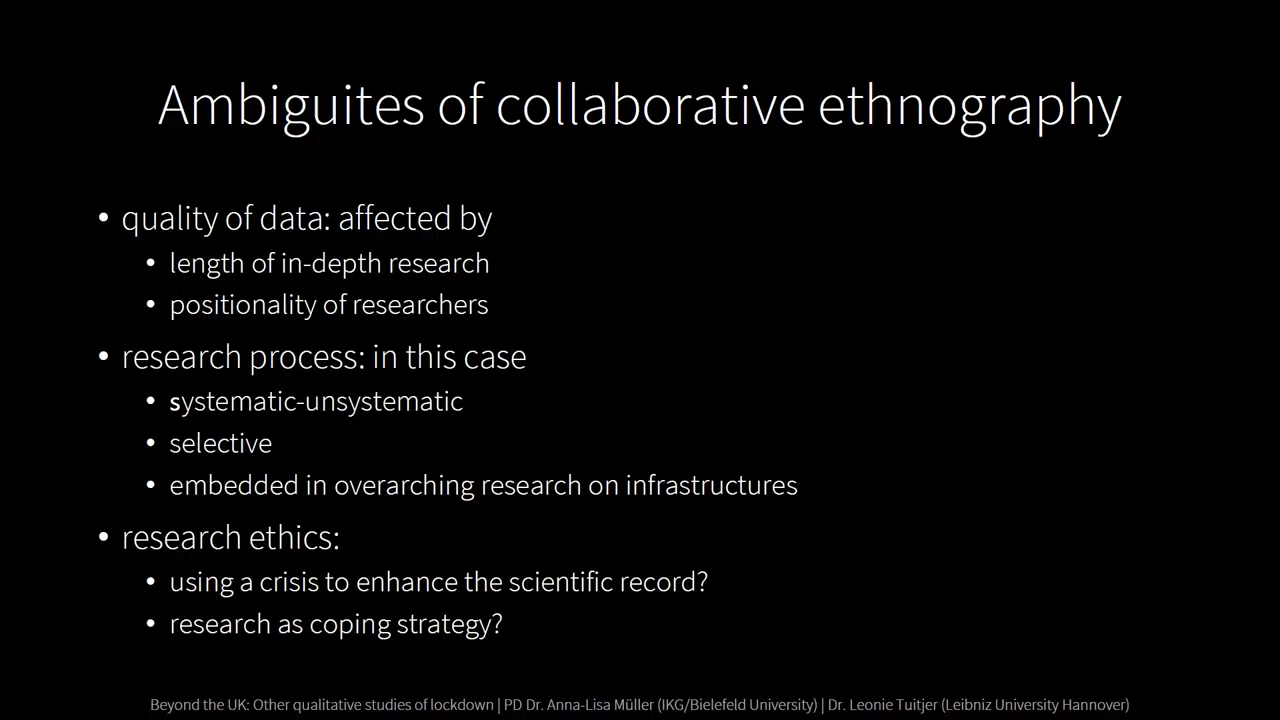 Ambiguites of collaborative ethnography
• quality of data: affected by
• length of in-depth research
• positionality of researchers
• research process: in this case
• systematic-unsystematic
• selective
• embedded in overarching research on infrastructures
• research ethics:
• using a crisis to enhance the scientific record?
• research as coping strategy?
Beyond the UK: Other qualitative studies of lockdown | PD Dr. Anna-Lisa Müller (IKG/Bielefeld University) | Dr. Leonie Tuitjer (Leibniz University Hannover)